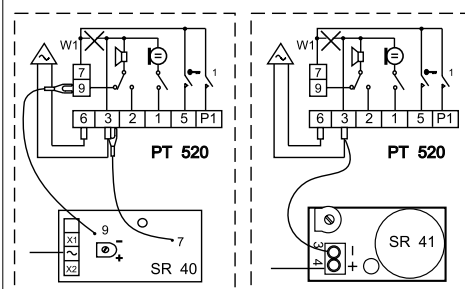 W1
7
9
1
6 3 2 1 5 P1
PT 520
9
7
X1
~
X2
- +
SR 40
W1
7
9
1
6 3 2 1 5 P1
PT 520
3 -
4 +
SR 41